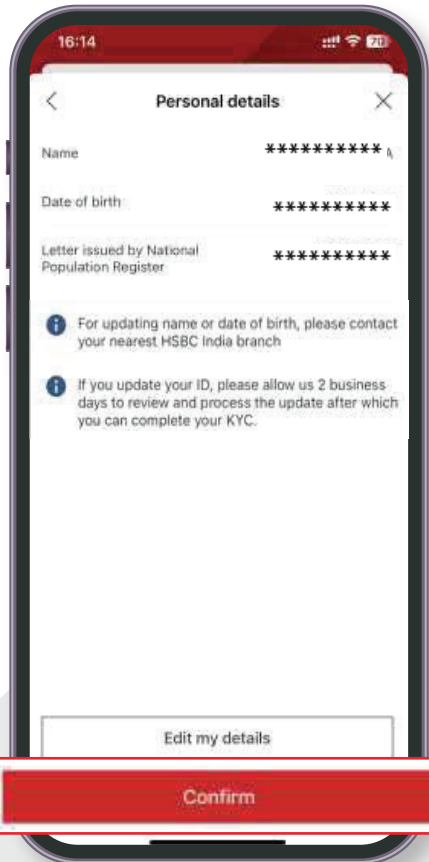 16:14
70
Personal details
Name **********
Date of birth **********
Letter issued by National
Population Register **********
For updating name or date of birth, please contact
your nearest HSBC India branch
If you update your ID, please allow us 2 business
days to review and process the update after which
you can complete your KYC.
Edit my details
Confirm